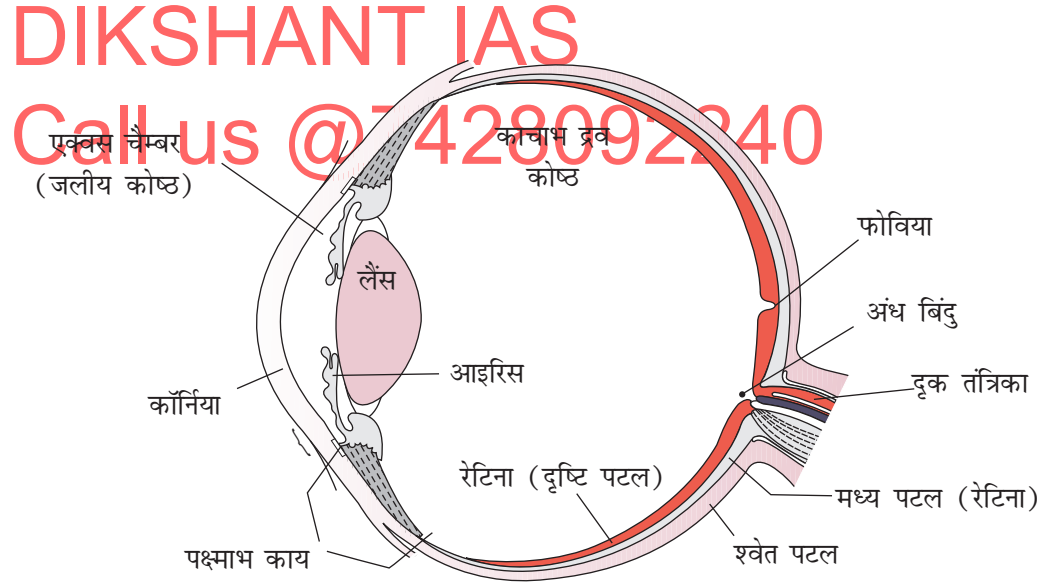 DIKSHANT IAS
Call us @7428092240
एक्वस चैम्बर
(जलीय कोष्ठ)
काचाभ द्रव
कोष्ठ
फोविया
लैंस
अंध बिंदु
आइरिस
दृक तंत्रिका
कॉर्निया
रेटिना (दृष्टि पटल)
मध्य पटल (रेटिना)
श्वेत पटल
पक्ष्माभ काय